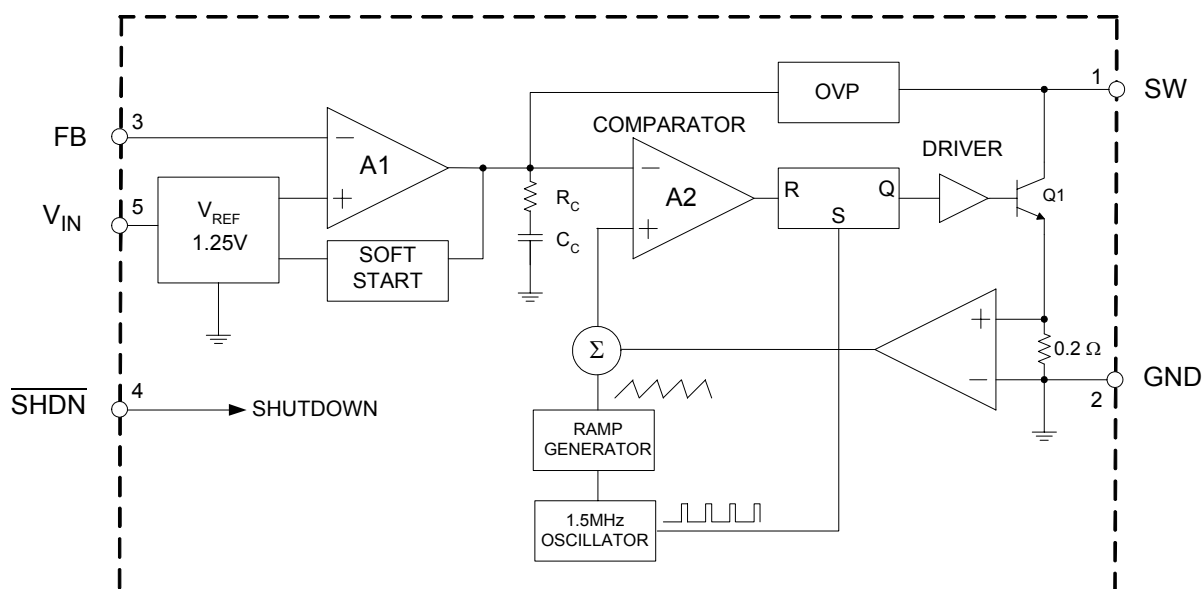 1
SW
OVP
3
FB
COMPARATOR
−
A1
+
DRIVER
−
A2
+
R
Q
S
Q1
R_C
C_C
5
V_IN
V_REF
1.25V
SOFT
START
+
−
0.2 Ω
Σ
GND
2
4
SHDN
SHUTDOWN
RAMP
GENERATOR
1.5MHz
OSCILLATOR